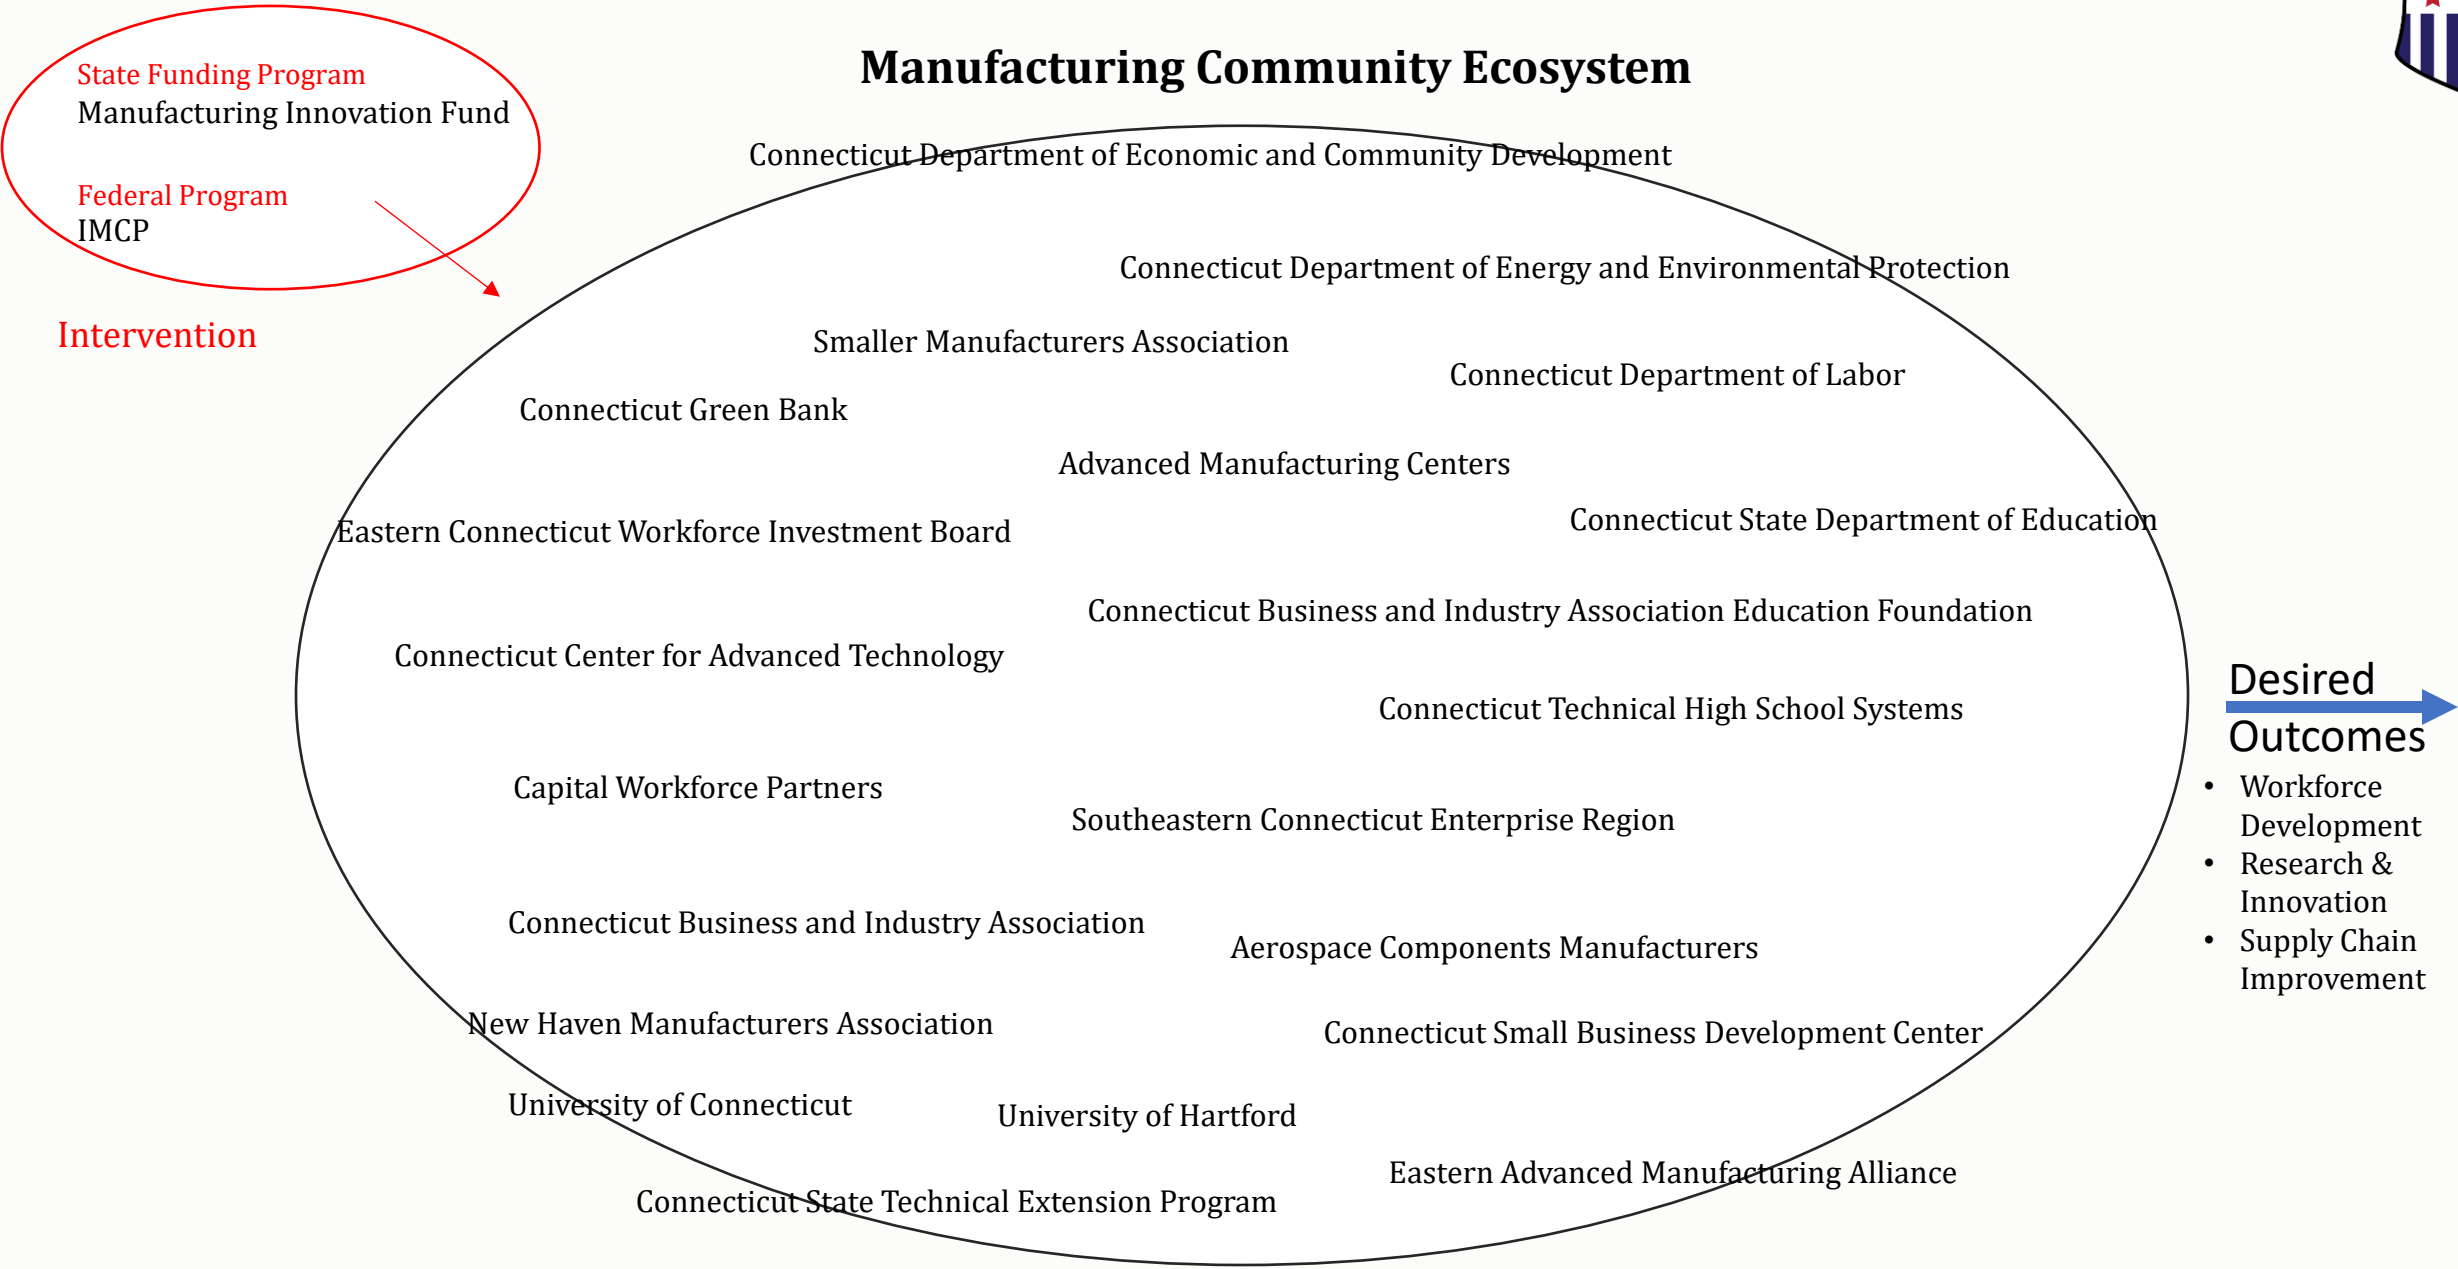 Manufacturing Community Ecosystem
State Funding Program
Manufacturing Innovation Fund
Federal Program
IMCP
Intervention
Connecticut Department of Economic and Community Development
Connecticut Department of Energy and Environmental Protection
Smaller Manufacturers Association
Connecticut Department of Labor
Connecticut Green Bank
Advanced Manufacturing Centers
Connecticut State Department of Education
Eastern Connecticut Workforce Investment Board
Connecticut Business and Industry Association Education Foundation
Connecticut Center for Advanced Technology
Connecticut Technical High School Systems
Capital Workforce Partners
Southeastern Connecticut Enterprise Region
Connecticut Business and Industry Association
Aerospace Components Manufacturers
New Haven Manufacturers Association
Connecticut Small Business Development Center
University of Connecticut
University of Hartford
Eastern Advanced Manufacturing Alliance
Connecticut State Technical Extension Program
Desired
Outcomes
• Workforce
Development
• Research &
Innovation
• Supply Chain
Improvement